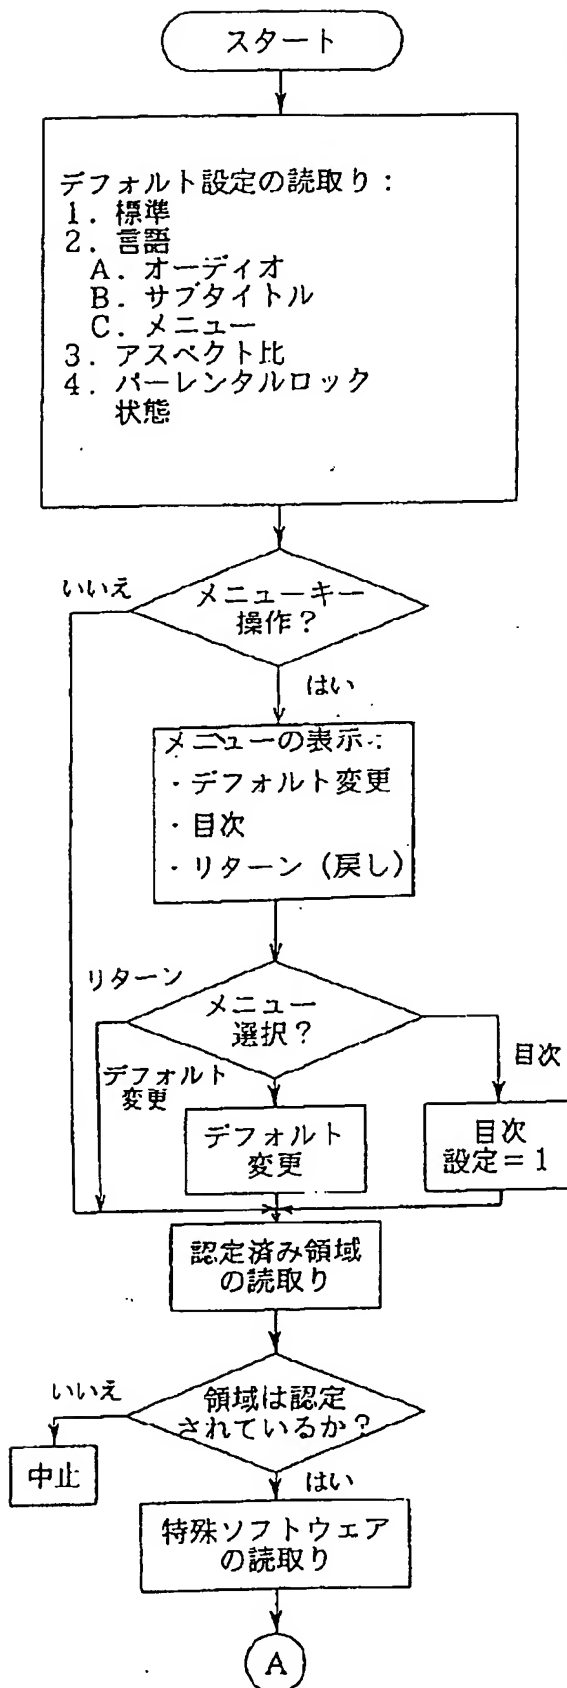 スタート
デフォルト設定の読取り：
1．標準
2．言語
A．オーディオ
B．サブタイトル
C．メニュー
3．アスペクト比
4．パーレンタルロック
状態
いいえ
メニューキー
操作？
はい
メニューの表示：
・デフォルト変更
・目次
・リターン（戻し）
リターン
メニュー
選択？
目次
デフォルト
変更
デフォルト
変更
目次
設定＝1
認定済み領域
の読取り
いいえ
領域は認定
されているか？
中止
はい
特殊ソフトウェア
の読取り
A